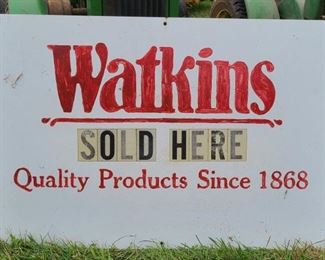 Watkins
SOLD HERE
Quality Products Since 1868